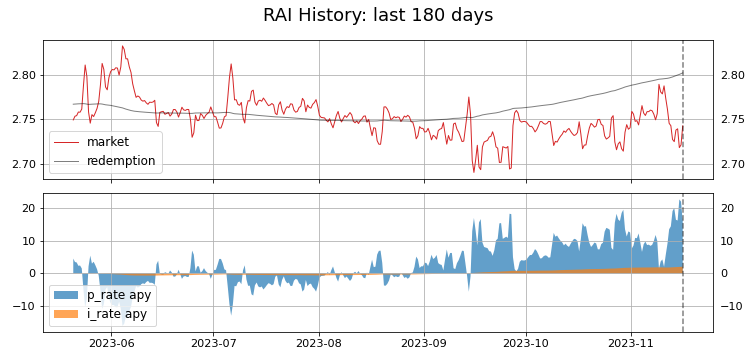 RAI History: last 180 days
2.80
2.80
2.75
2.75
2.70
2.70
market
redemption
20
20
10
10
0
0
−10
−10
p_rate apy
i_rate apy
2023-06 2023-07 2023-08 2023-09 2023-10 2023-11